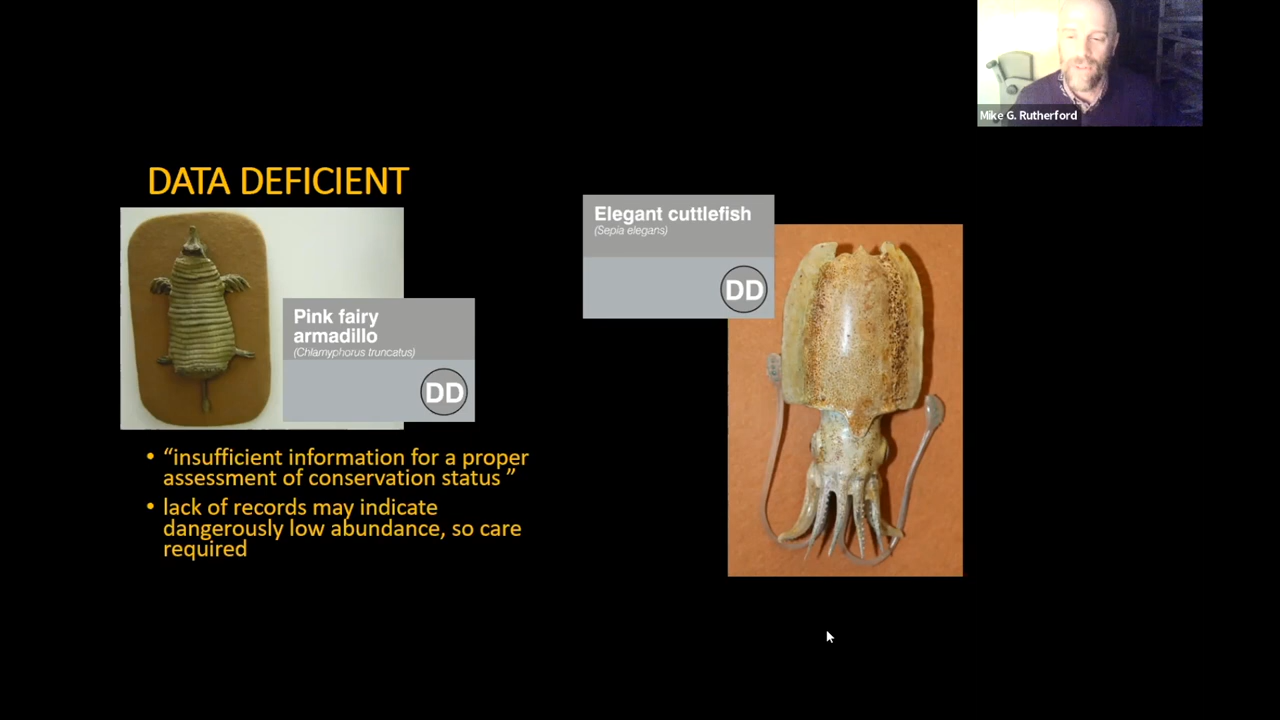 Mike G. Rutherford
DATA DEFICIENT
Elegant cuttlefish
(Sepia elegans)
DD
Pink fairy
armadillo
(Chlamyphorus truncatus)
DD
• “insufficient information for a proper
assessment of conservation status ”
• lack of records may indicate
dangerously low abundance, so care
required